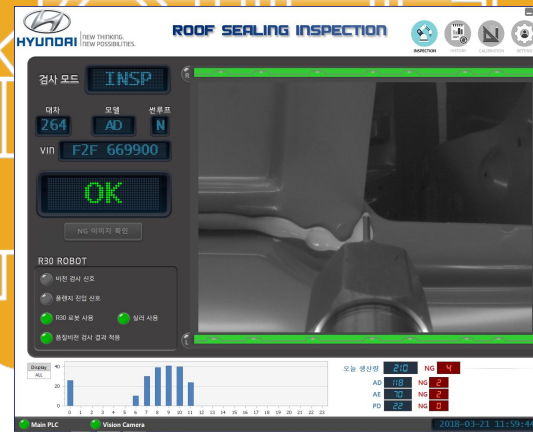 HYUNDAI
NEW THINKING.
NEW POSSIBILITIES.
ROOF SEALING INSPECTION
INSPECTION
HISTORY
CALIBRATION
SETTING
검사 모드 INSP
대차 모델 썬루프
264 AD N
VIN F2F 669900
OK
NG 이미지 확인
R30 ROBOT
비전 검사 신호
플랜지 진입 신호
R30 로봇 사용 실러 사용
품질비전 검사 결과 적용
R
L
Display
ALL
40
20
0
0 1 2 3 4 5 6 7 8 9 10 11 12 13 14 15 16 17 18 19 20 21 22 23
오늘 생산량 210 NG 4
AD 118 NG 2
AE 70 NG 2
PD 22 NG 0
Main PLC Vision Camera 2018-03-21 11:59:44